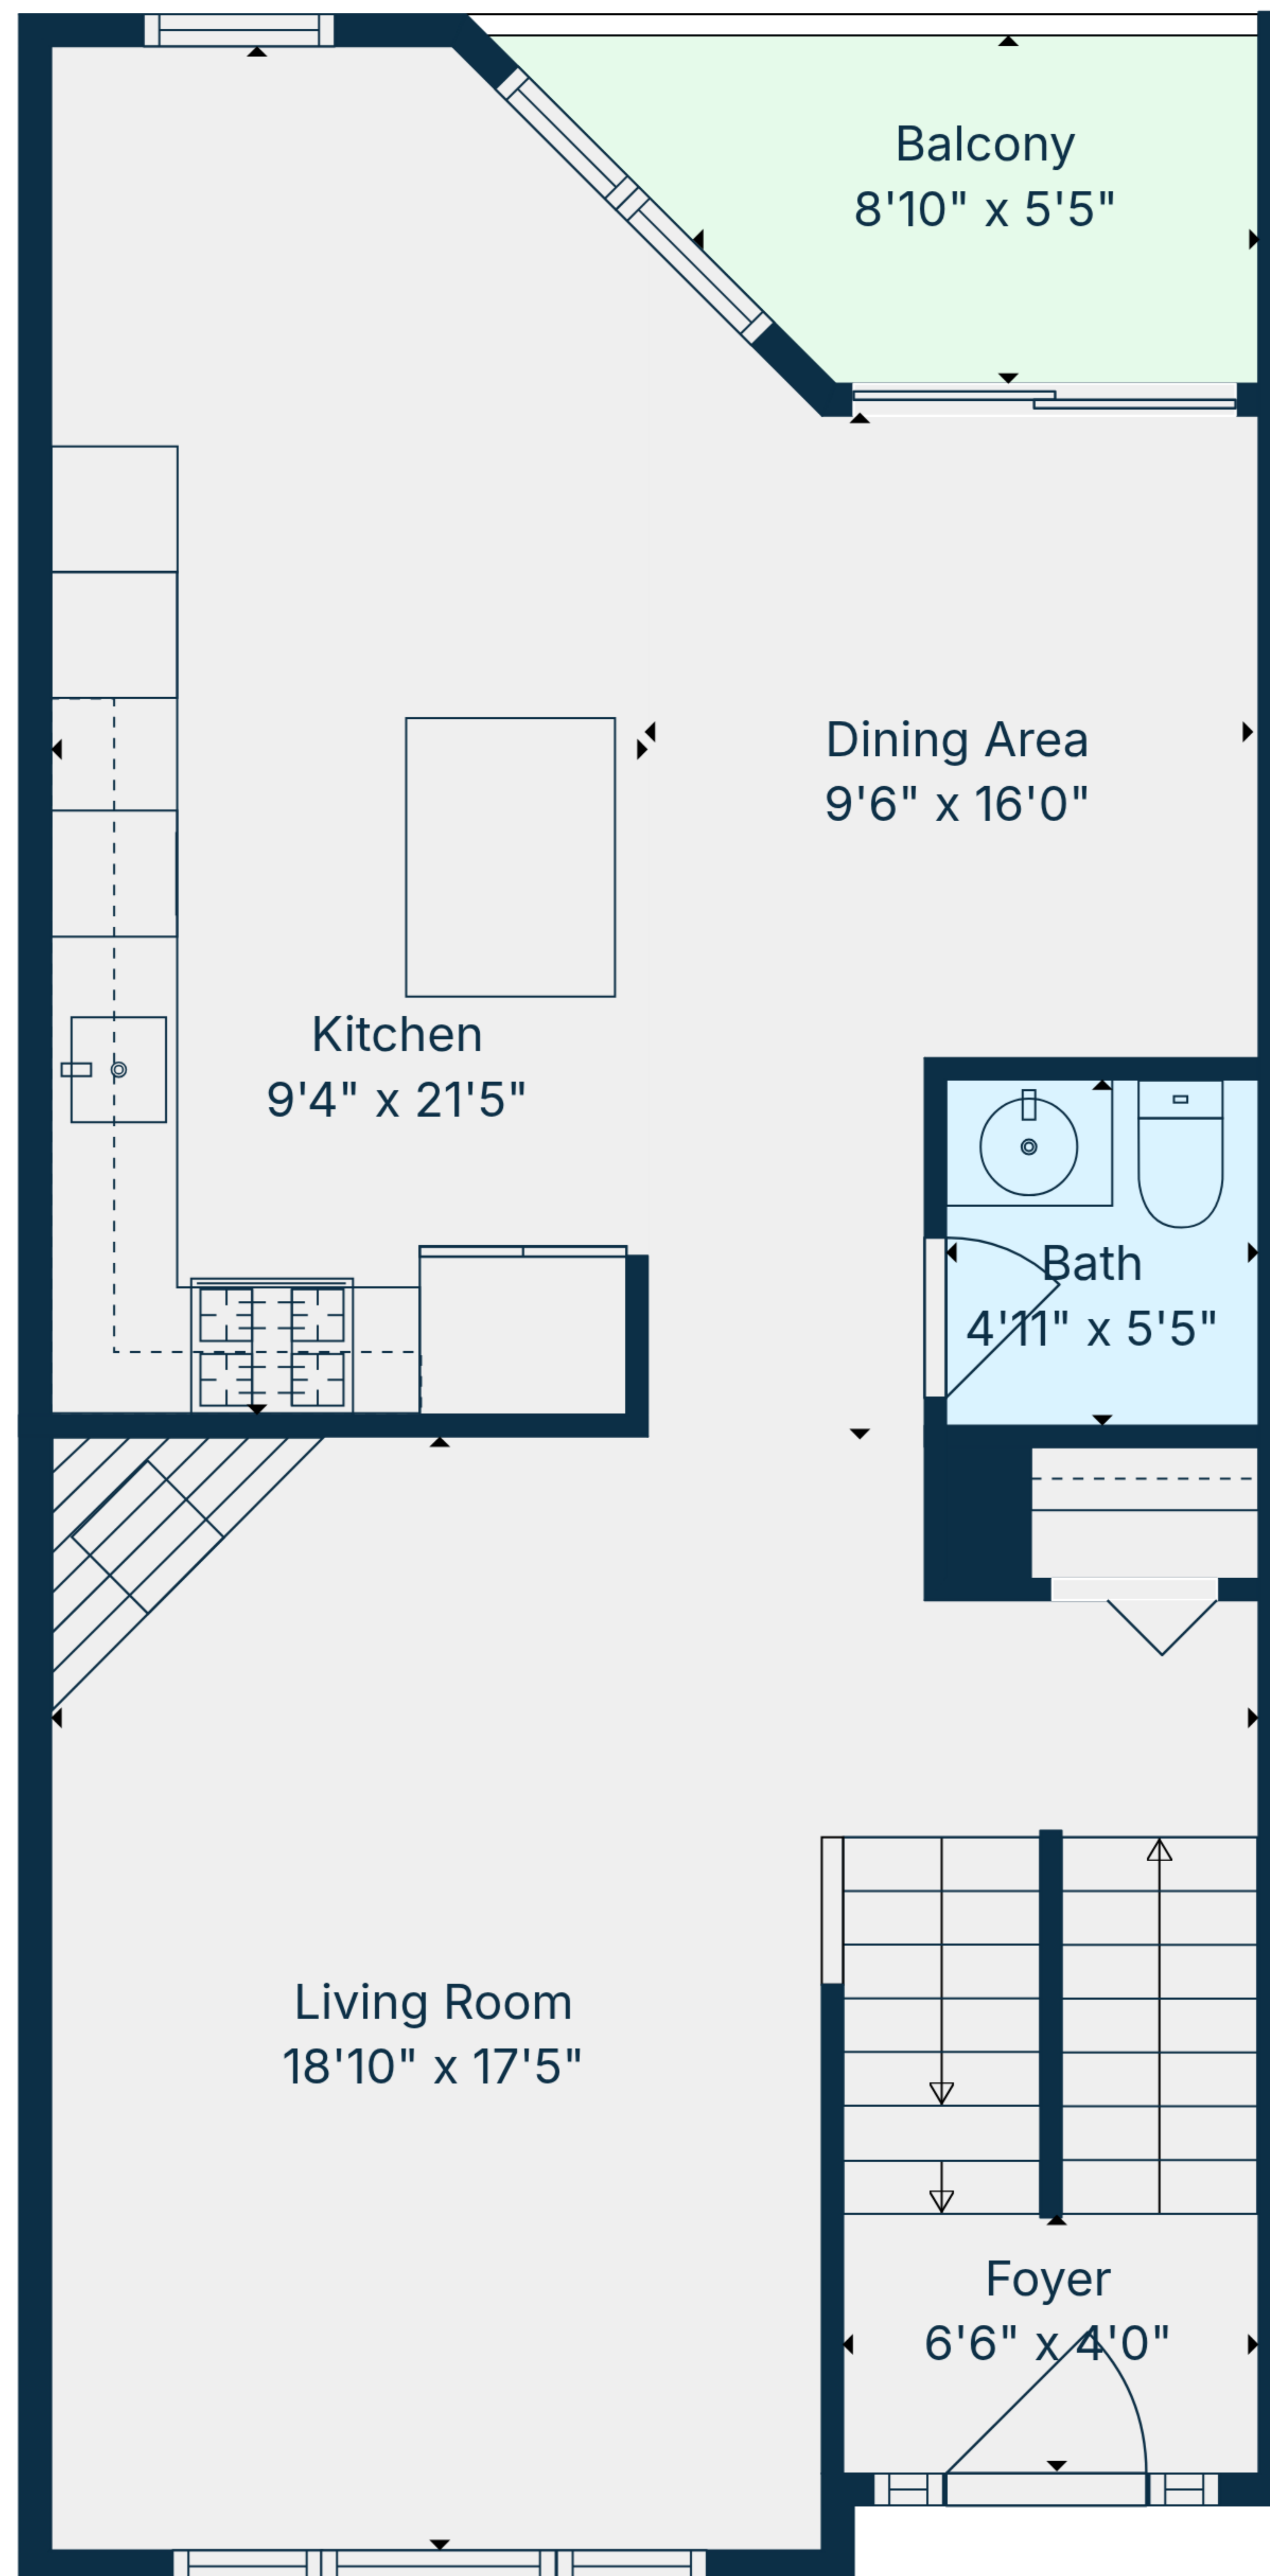 Balcony
8'10" x 5'5"
Dining Area
9'6" x 16'0"
Kitchen
9'4" x 21'5"
Bath
4'11" x 5'5"
Living Room
18'10" x 17'5"
Foyer
6'6" x 4'0"